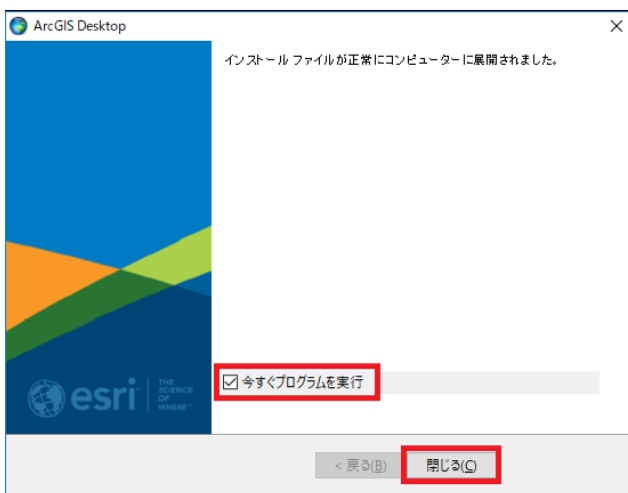 ArcGIS Desktop
インストール ファイルが正常にコンピューターに展開されました。
今すぐプログラムを実行
esri
THE
SCIENCE
OF
WHERE™
< 戻る(B)
閉じる(C)